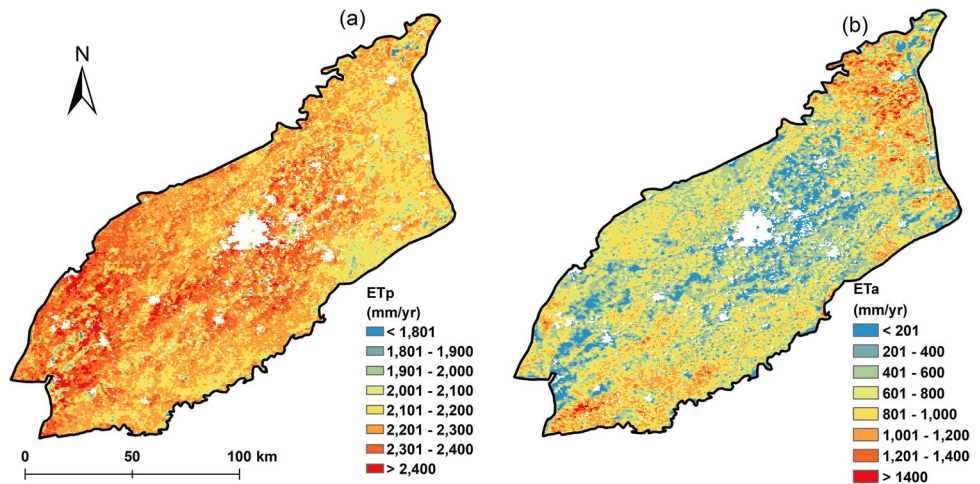 (a)
N
ETp
(mm/yr)
< 1,801
1,801 - 1,900
1,901 - 2,000
2,001 - 2,100
2,101 - 2,200
2,201 - 2,300
2,301 - 2,400
> 2,400
0 50 100 km
(b)
ETa
(mm/yr)
< 201
201 - 400
401 - 600
601 - 800
801 - 1,000
1,001 - 1,200
1,201 - 1,400
> 1400